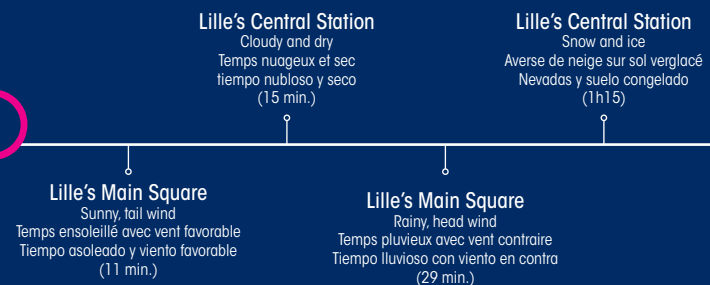 Lille's Central Station
Cloudy and dry
Temps nuageux et sec
tiempo nubloso y seco
(15 min.)
Lille's Central Station
Snow and ice
Averse de neige sur sol verglacé
Nevadas y suelo congelado
(1h15)
Lille's Main Square
Sunny, tail wind
Temps ensoleillé avec vent favorable
Tiempo asoleado y viento favorable
(11 min.)
Lille's Main Square
Rainy, head wind
Temps pluvieux avec vent contraire
Tiempo lluvioso con viento en contra
(29 min.)